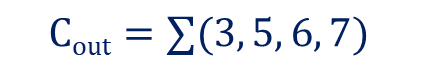 C_out = ∑(3, 5, 6, 7)